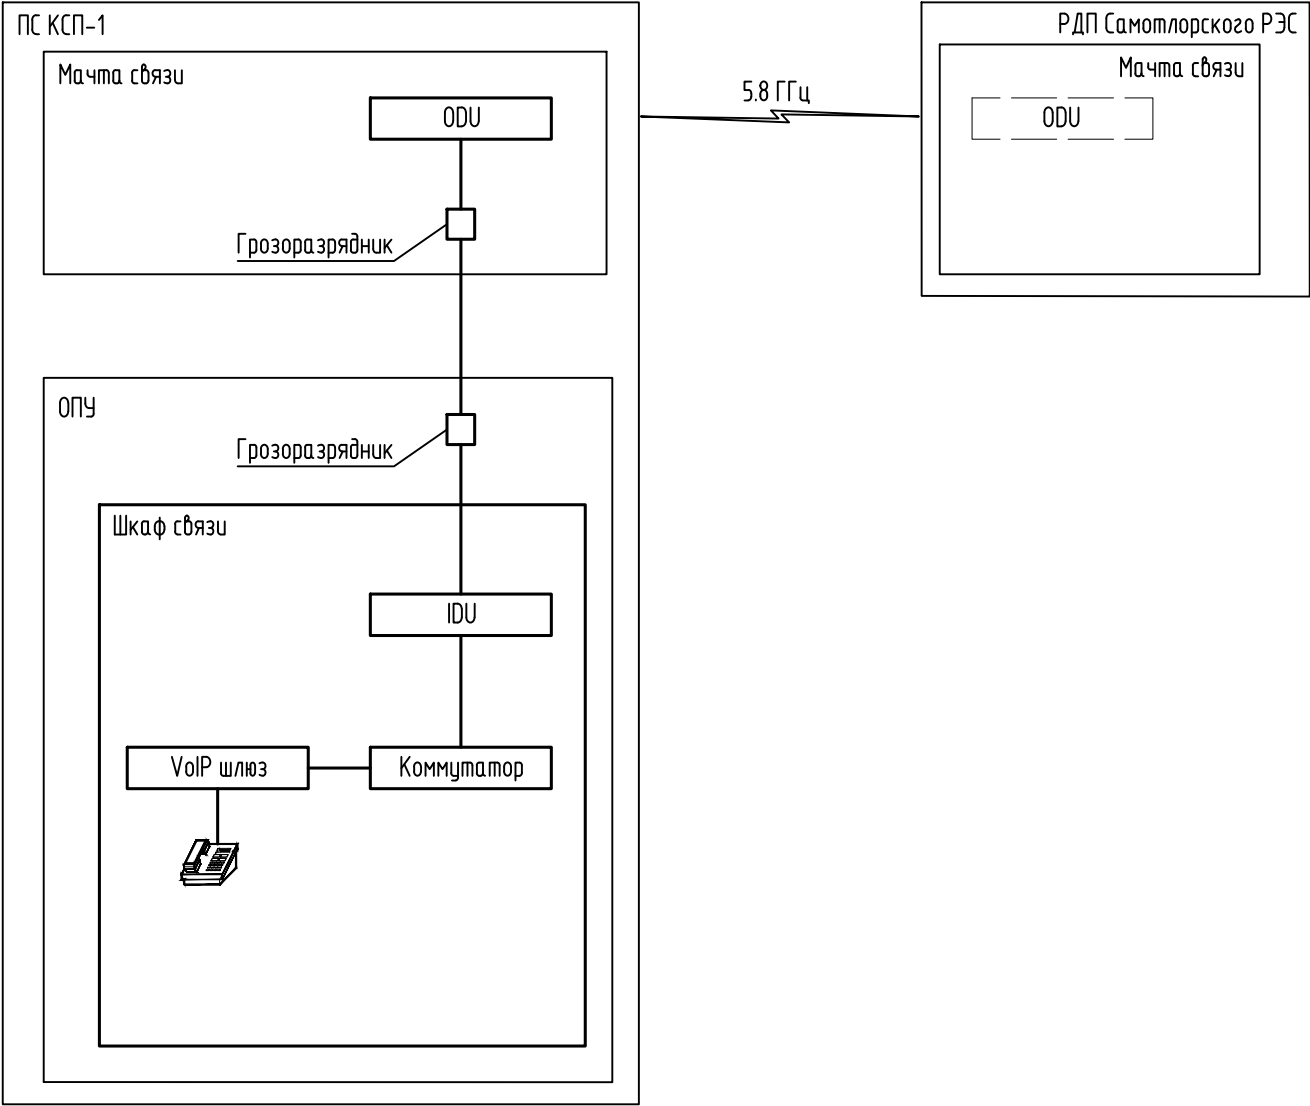 ПС КСП-1
Мачта связи
ODU
Грозоразрядник
5.8 ГГц
РДП Самотлорского РЭС
Мачта связи
ODU
ОПУ
Грозоразрядник
Шкаф связи
IDU
VoIP шлюз
Коммутатор